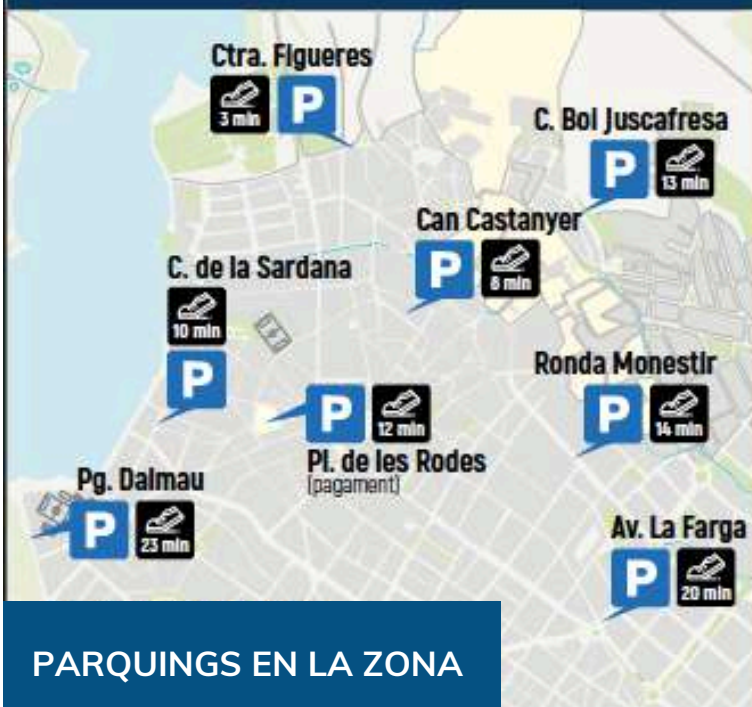 Ctra. Figueres
3 min
P
C. Boi Juscafresa
P
13 min
Can Castanyer
P
8 min
C. de la Sardana
10 min
P
Ronda Monestir
P
14 min
P
12 min
Pl. de les Rodes
(pagament)
Pg. Dalmau
P
23 min
Av. La Farga
P
20 min
PARQUINGS EN LA ZONA